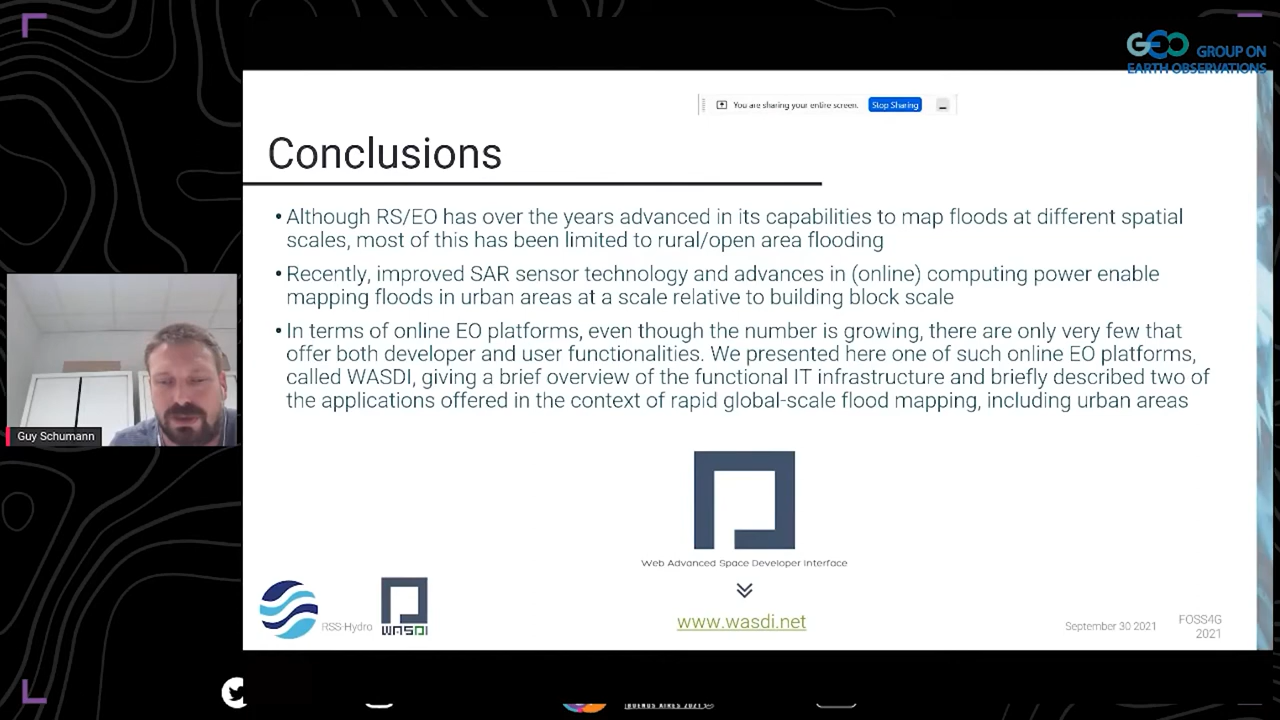 GEO GROUP ON
EARTH OBSERVATIONS
You are sharing your entire screen. Stop Sharing
Conclusions
• Although RS/EO has over the years advanced in its capabilities to map floods at different spatial
scales, most of this has been limited to rural/open area flooding
• Recently, improved SAR sensor technology and advances in (online) computing power enable
mapping floods in urban areas at a scale relative to building block scale
• In terms of online EO platforms, even though the number is growing, there are only very few that
offer both developer and user functionalities. We presented here one of such online EO platforms,
called WASDI, giving a brief overview of the functional IT infrastructure and briefly described two of
the applications offered in the context of rapid global-scale flood mapping, including urban areas
Guy Schumann
Web Advanced Space Developer Interface
www.wasdi.net
RSS-Hydro
WASDI
September 30 2021
FOSS4G
2021
BUENOS AIRES 2021